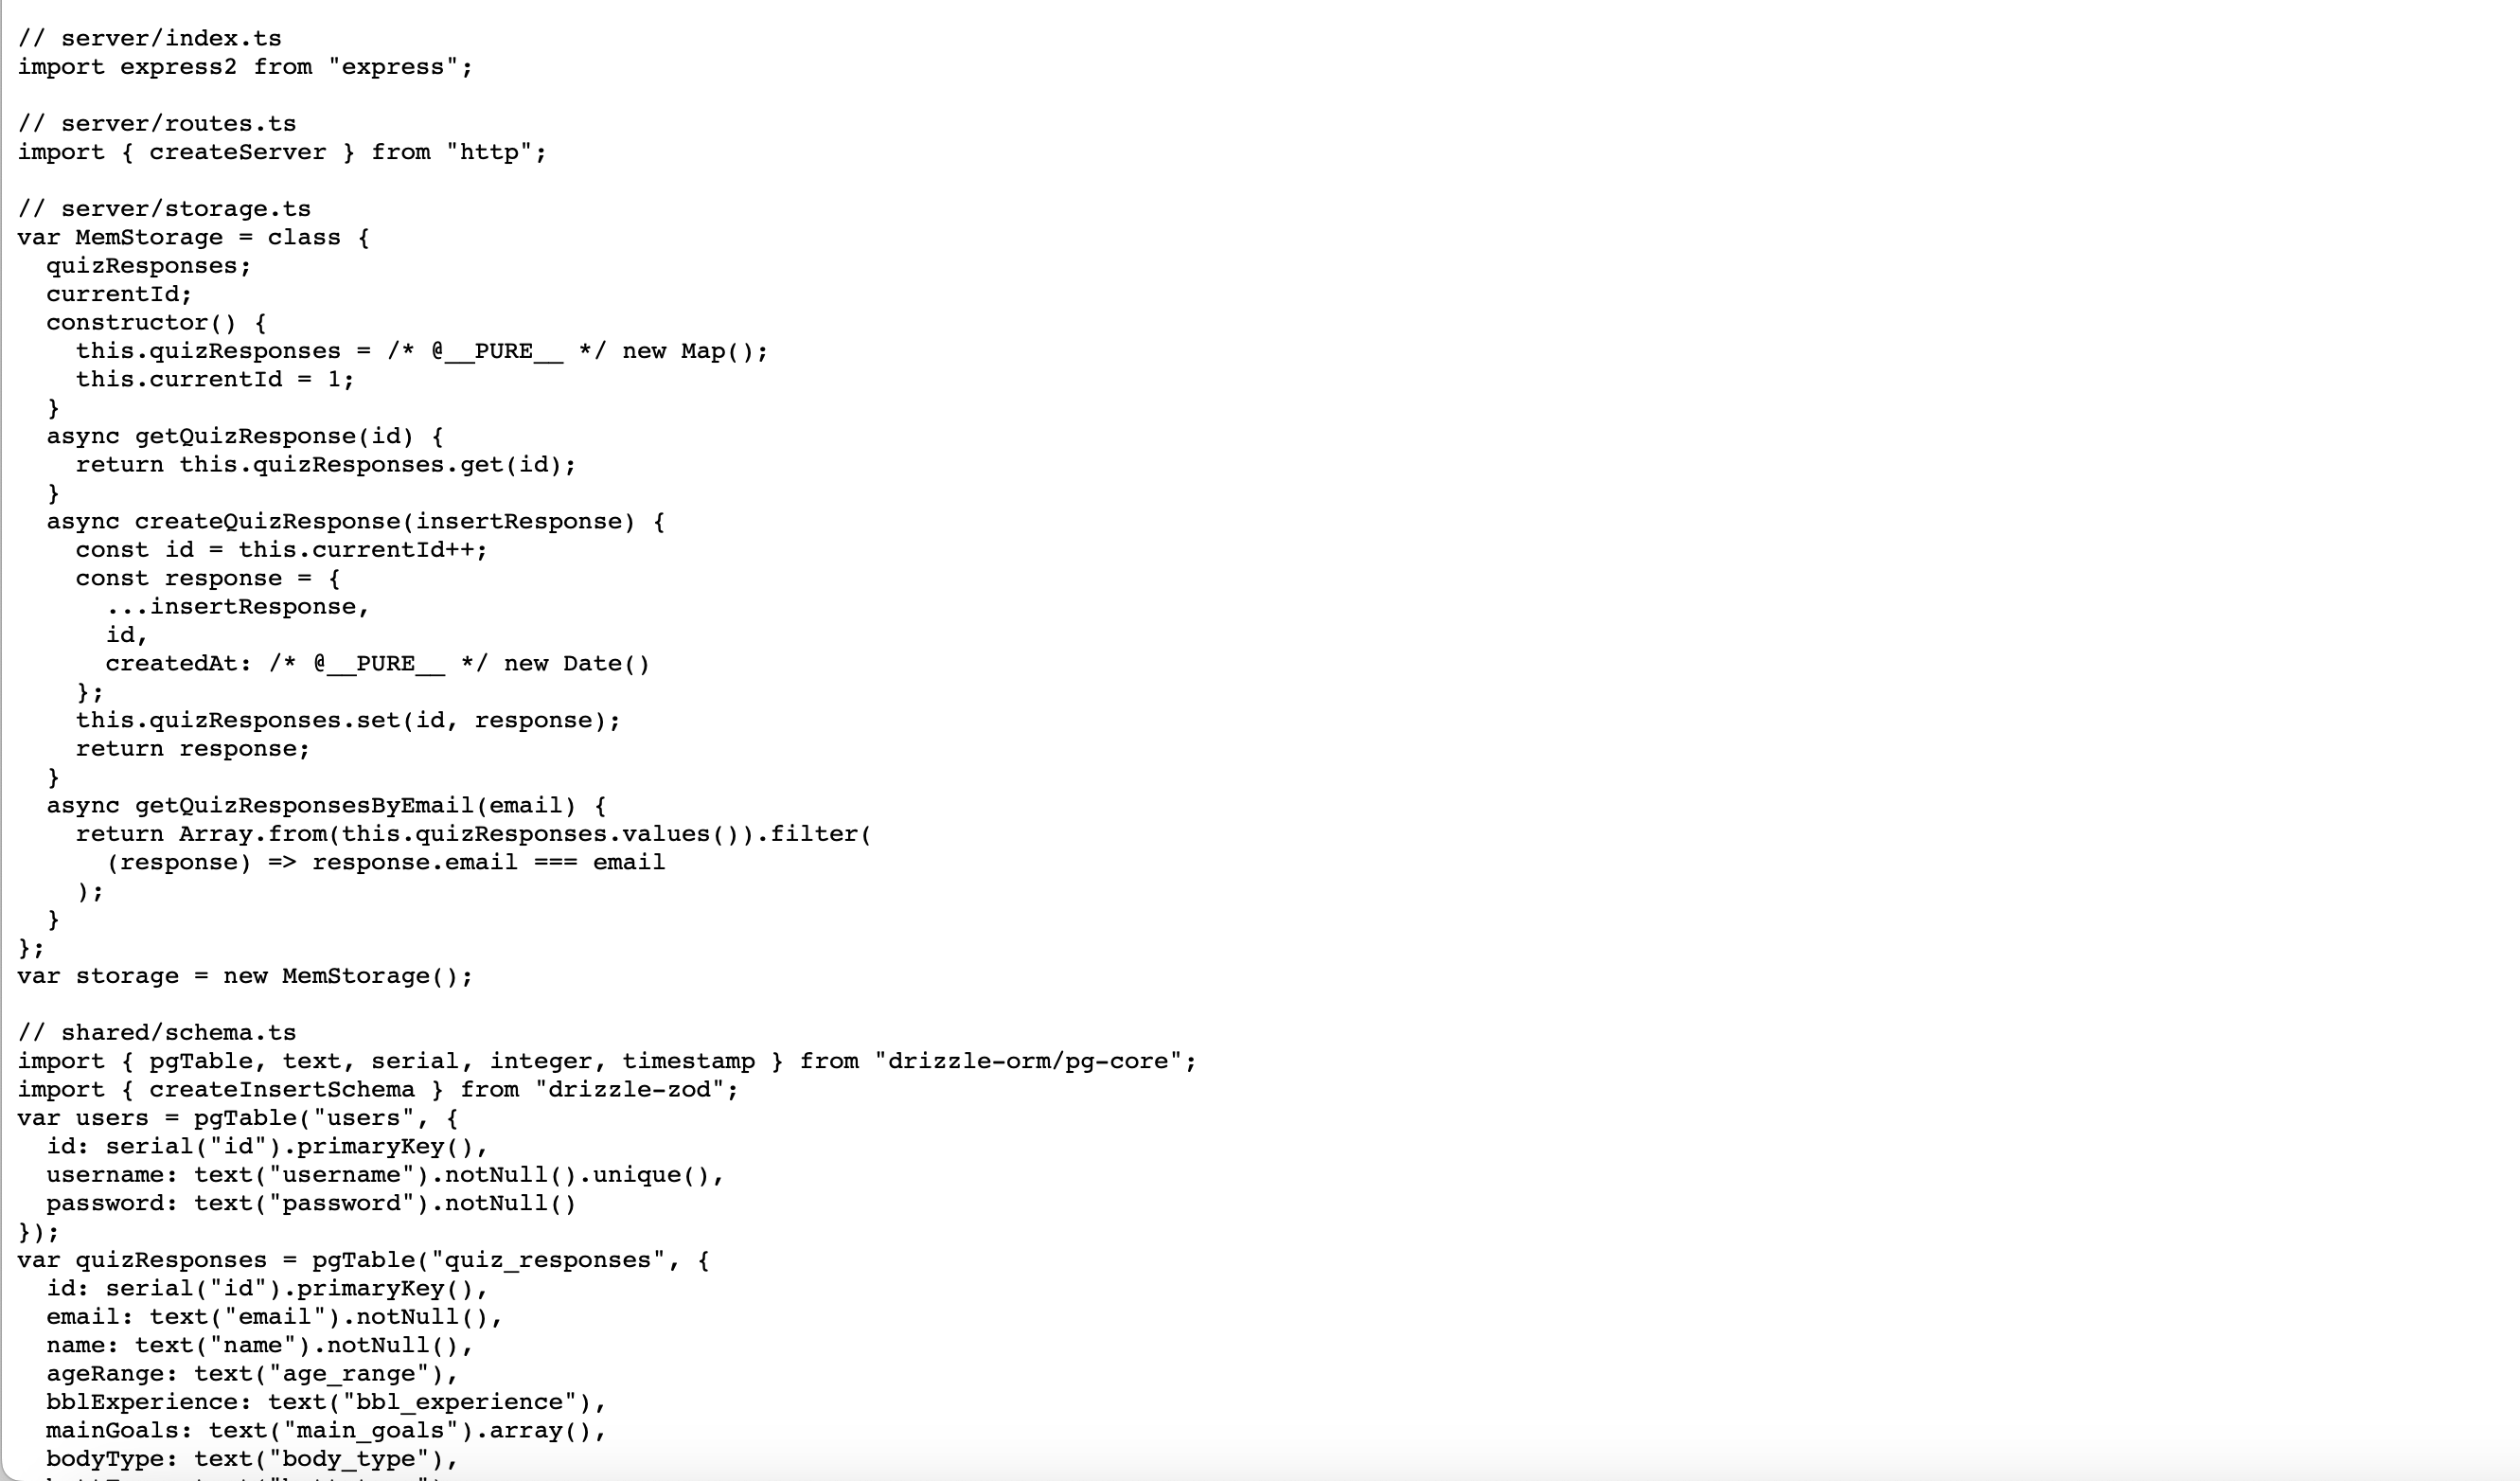 // server/index.ts
import express2 from "express";

// server/routes.ts
import { createServer } from "http";

// server/storage.ts
var MemStorage = class {
  quizResponses;
  currentId;
  constructor() {
    this.quizResponses = /* @__PURE__ */ new Map();
    this.currentId = 1;
  }
  async getQuizResponse(id) {
    return this.quizResponses.get(id);
  }
  async createQuizResponse(insertResponse) {
    const id = this.currentId++;
    const response = {
      ...insertResponse,
      id,
      createdAt: /* @__PURE__ */ new Date()
    };
    this.quizResponses.set(id, response);
    return response;
  }
  async getQuizResponsesByEmail(email) {
    return Array.from(this.quizResponses.values()).filter(
      (response) => response.email === email
    );
  }
};
var storage = new MemStorage();

// shared/schema.ts
import { pgTable, text, serial, integer, timestamp } from "drizzle-orm/pg-core";
import { createInsertSchema } from "drizzle-zod";
var users = pgTable("users", {
  id: serial("id").primaryKey(),
  username: text("username").notNull().unique(),
  password: text("password").notNull()
});
var quizResponses = pgTable("quiz_responses", {
  id: serial("id").primaryKey(),
  email: text("email").notNull(),
  name: text("name").notNull(),
  ageRange: text("age_range"),
  bblExperience: text("bbl_experience"),
  mainGoals: text("main_goals").array(),
  bodyType: text("body_type"),